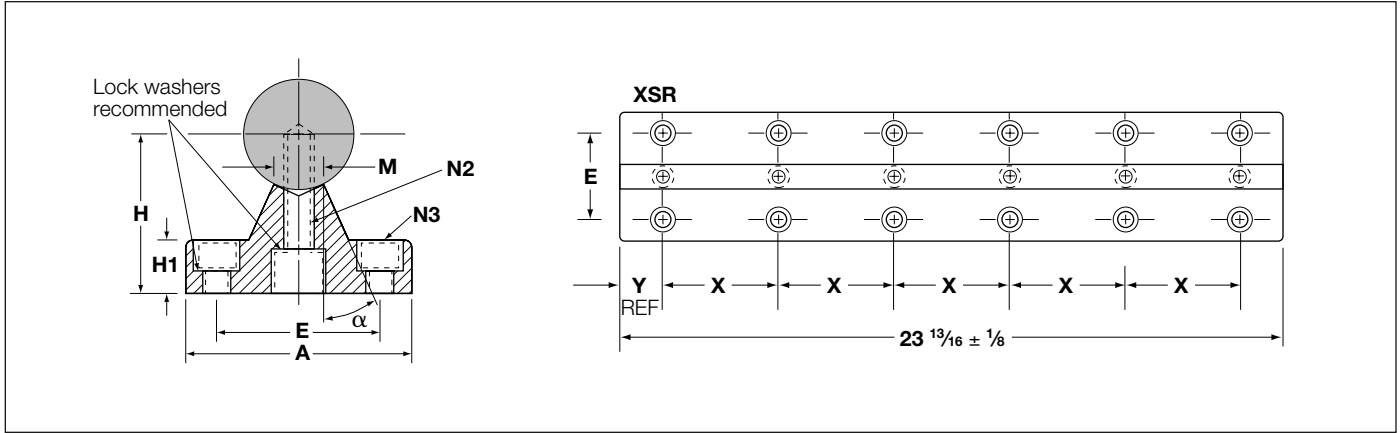 Lock washers
recommended
M
N2
H
N3
H1
α
E
A
XSR
E
Y X X X X X
REF
23 13/16 ± 1/8